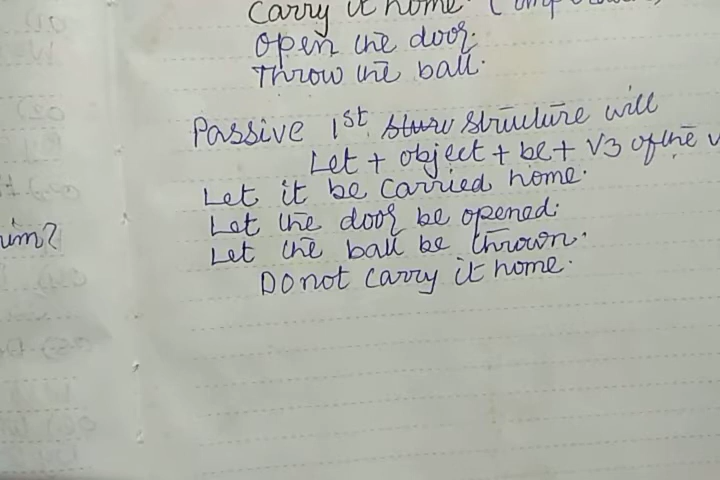 Carry it home
Open the door.
Throw the ball.
Passive 1st structure will
Let + object + be + V3 of the
Let it be carried home.
Let the door be opened.
Let the ball be thrown.
Do not carry it home.